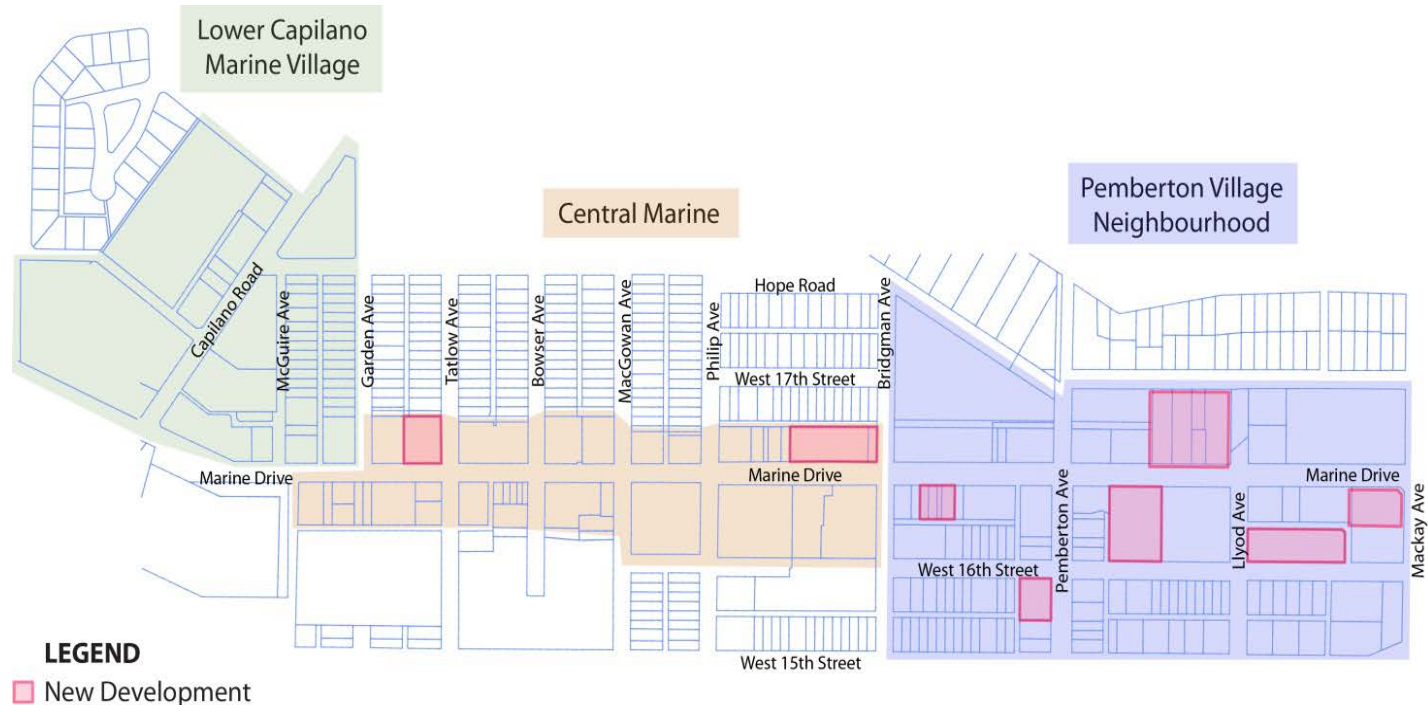 Lower Capilano
Marine Village
Central Marine
Pemberton Village
Neighbourhood
Capilano Road
McGuire Ave
Garden Ave
Tatlow Ave
Bowser Ave
MacGowan Ave
Philip Ave
Hope Road
West 17th Street
Bridgman Ave
Marine Drive
Marine Drive
Marine Drive
Pemberton Ave
Llyod Ave
Mackay Ave
West 16th Street
West 15th Street
LEGEND
New Development